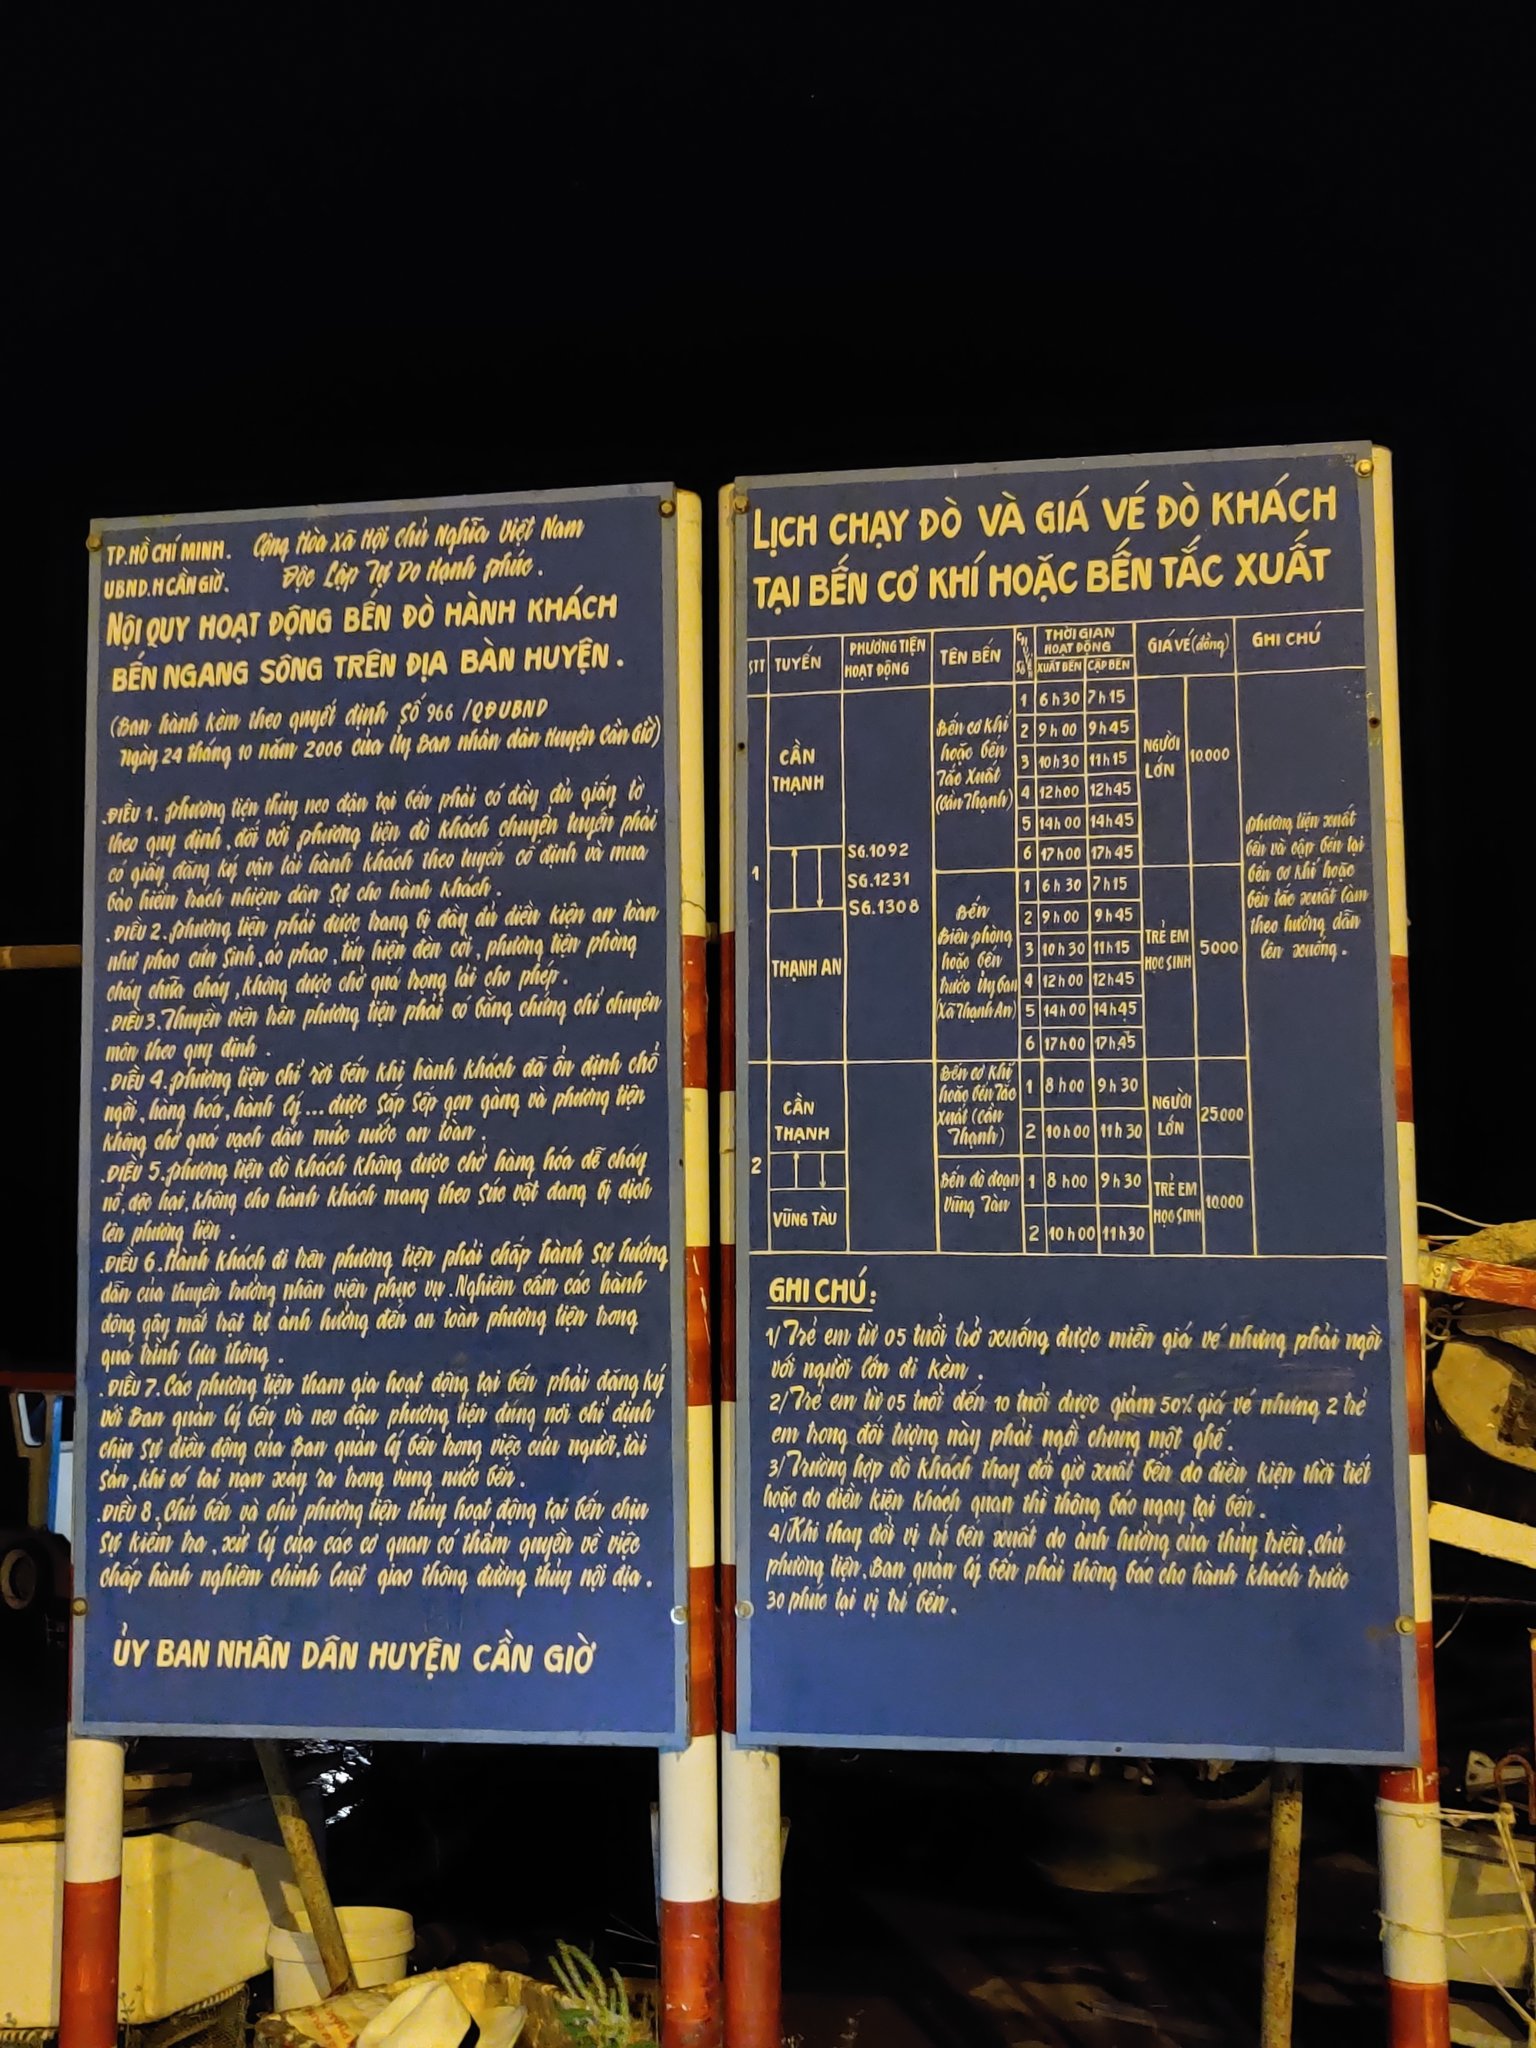 TP.HỒ CHÍ MINH. Cộng Hòa Xã Hội Chủ Nghĩa Việt Nam
UBND.H CẦN GIỜ. Độc Lập Tự Do Hạnh phúc.
NỘI QUY HOẠT ĐỘNG BẾN ĐÒ HÀNH KHÁCH
BẾN NGANG SÔNG TRÊN ĐỊA BÀN HUYỆN.
(Ban hành kèm theo quyết định Số 966 /QĐUBND
Ngày 24 tháng 10 năm 2006 của Ủy Ban nhân dân Huyện Cần Giờ)
.ĐIỀU 1. phương tiện thủy neo đậu tại bến phải có đầy đủ giấy tờ
theo quy định, đối với phương tiện đò khách chuyển tuyến phải
có giấy đăng ký vận tải hành khách theo tuyến cố định và mua
bảo hiểm trách nhiệm dân sự cho hành khách.
.ĐIỀU 2. phương tiện phải được trang bị đầy đủ điều kiện an toàn
như phao cứu sinh, áo phao, tín hiện đèn còi, phương tiện phòng
cháy chữa cháy, không được chở quá trọng tải cho phép.
.ĐIỀU 3. Thuyền viên trên phương tiện phải có bằng chứng chỉ chuyên
môn theo quy định.
.ĐIỀU 4. phương tiện chỉ rời bến khi hành khách đã ổn định chổ
ngồi, hàng hóa, hành lý ... được sắp sếp gọn gàng và phương tiện
không chở quá vạch dấu mức nước an toàn.
.ĐIỀU 5. phương tiện đò khách không được chở hàng hóa dễ cháy
nổ, độc hại, không cho hành khách mang theo súc vật đang bị dịch
lên phương tiện.
.ĐIỀU 6. Hành khách đi trên phương tiện phải chấp hành sự hướng
dẫn của thuyền trưởng nhân viên phục vụ. Nghiêm cấm các hành
động gây mất trật tự ảnh hưởng đến an toàn phương tiện trong
quá trình lưu thông.
.ĐIỀU 7. Các phương tiện tham gia hoạt động tại bến phải đăng ký
với Ban quản lý bến và neo đậu phương tiện đúng nơi chỉ định
chịu sự điều động của Ban quản lý bến trong việc cứu người, tài
sản, khi có tai nạn xảy ra trong vùng nước bến.
.ĐIỀU 8. Chủ bến và chủ phương tiện thủy hoạt động tại bến chịu
sự kiểm tra, xử lý của các cơ quan có thẩm quyền về việc
chấp hành nghiêm chỉnh luật giao thông đường thủy nội địa.
ỦY BAN NHÂN DÂN HUYỆN CẦN GIỜ
LỊCH CHẠY ĐÒ VÀ GIÁ VÉ ĐÒ KHÁCH
TẠI BẾN CƠ KHÍ HOẶC BẾN TẮC XUẤT
STT TUYẾN PHƯƠNG TIỆN HOẠT ĐỘNG TÊN BẾN CHUYẾN SỐ THỜI GIAN HOẠT ĐỘNG GIÁ VÉ (đồng) GHI CHÚ
XUẤT BẾN CẶP BẾN
1 CẦN THẠNH THẠNH AN
SG.1092
SG.1231
SG.1308
Bến cơ khí hoặc bến Tắc Xuất (Cần Thạnh)
1 6h30 7h15
2 9h00 9h45
3 10h30 11h15
4 12h00 12h45
5 14h00 14h45
6 17h00 17h45
NGƯỜI LỚN 10.000
Bến Biên phòng hoặc bến trước Ủy ban (Xã Thạnh An)
1 6h30 7h15
2 9h00 9h45
3 10h30 11h15
4 12h00 12h45
5 14h00 14h45
6 17h00 17h45
TRẺ EM HỌC SINH 5000
phương tiện xuất
bến và cập bến tại
bến cơ khí hoặc
bến tắc xuất làm
theo hướng dẫn
lên xuống.
2 CẦN THẠNH VŨNG TÀU
Bến cơ khí hoặc bến Tắc Xuất (Cần Thạnh)
1 8h00 9h30
2 10h00 11h30
NGƯỜI LỚN 25000
Bến đò đoạn Vũng Tàu
1 8h00 9h30
2 10h00 11h30
TRẺ EM HỌC SINH 10.000
GHI CHÚ:
1/ Trẻ em từ 05 tuổi trở xuống được miễn giá vé nhưng phải ngồi
với người lớn đi kèm.
2/ Trẻ em từ 05 tuổi đến 10 tuổi được giảm 50% giá vé nhưng 2 trẻ
em trong đối tượng này phải ngồi chung một ghế.
3/ Trường hợp đò khách thay đổi giờ xuất bến do điều kiện thời tiết
hoặc do điều kiện khách quan thì thông báo ngay tại bến.
4/ Khi thay đổi vị trí bến xuất do ảnh hưởng của thủy triều, chủ
phương tiện, Ban quản lý bến phải thông báo cho hành khách trước
30 phút tại vị trí bến.